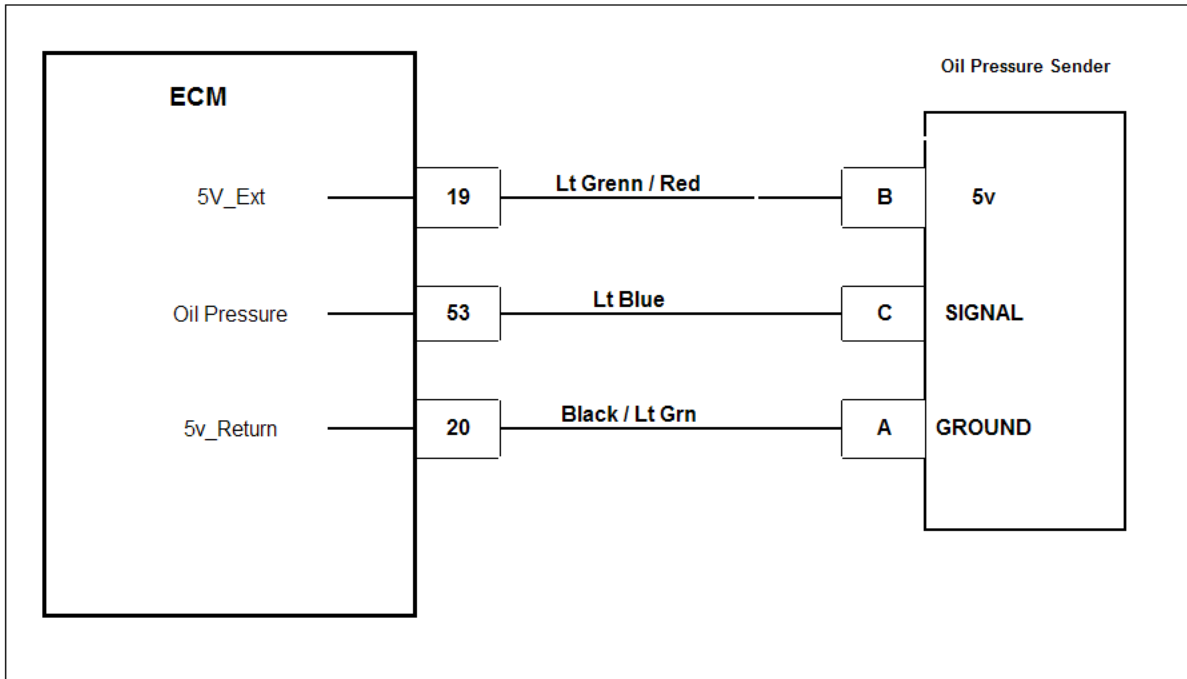 Oil Pressure Sender
ECM
5V_Ext
19
Lt Grenn / Red
B
5v
Oil Pressure
53
Lt Blue
C
SIGNAL
5v_Return
20
Black / Lt Grn
A
GROUND